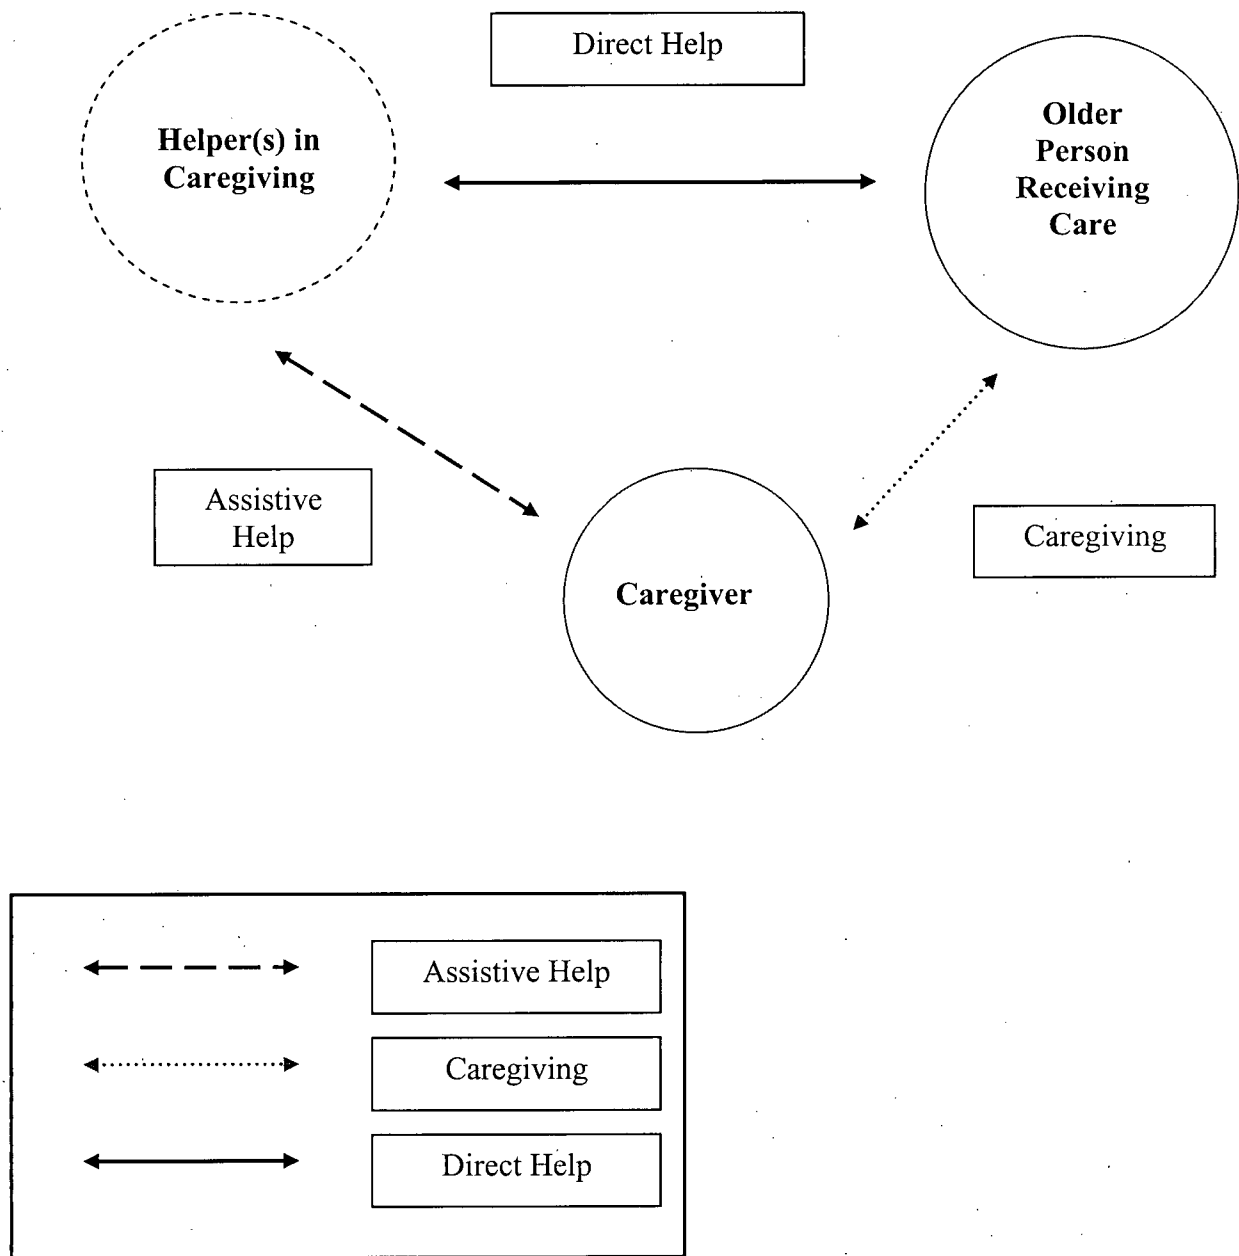 Direct Help
Helper(s) in
Caregiving
Older
Person
Receiving
Care
Assistive
Help
Caregiver
Caregiving
Assistive Help
Caregiving
Direct Help